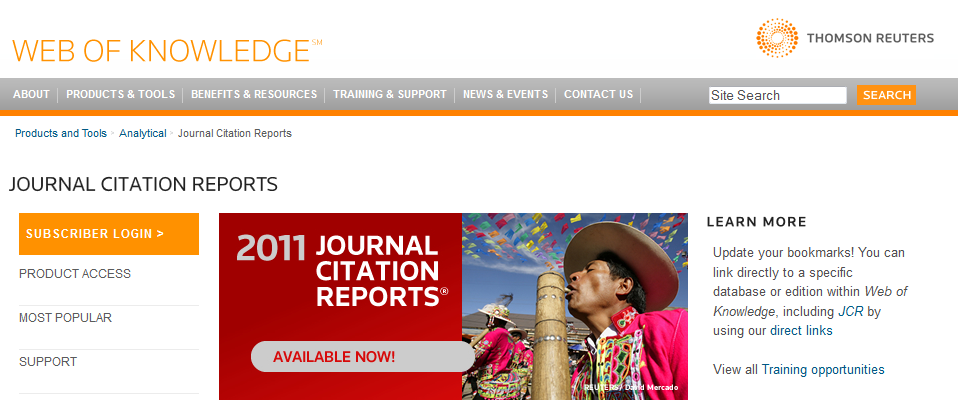 WEB OF KNOWLEDGE℠
THOMSON REUTERS
ABOUT
PRODUCTS & TOOLS
BENEFITS & RESOURCES
TRAINING & SUPPORT
NEWS & EVENTS
CONTACT US
Site Search
SEARCH
Products and Tools
Analytical
Journal Citation Reports
JOURNAL CITATION REPORTS
SUBSCRIBER LOGIN >
PRODUCT ACCESS
MOST POPULAR
SUPPORT
2011 JOURNAL
CITATION
REPORTS®
AVAILABLE NOW!
REUTERS / David Mercado
LEARN MORE
Update your bookmarks! You can
link directly to a specific
database or edition within Web of
Knowledge, including JCR by
using our direct links
View all Training opportunities